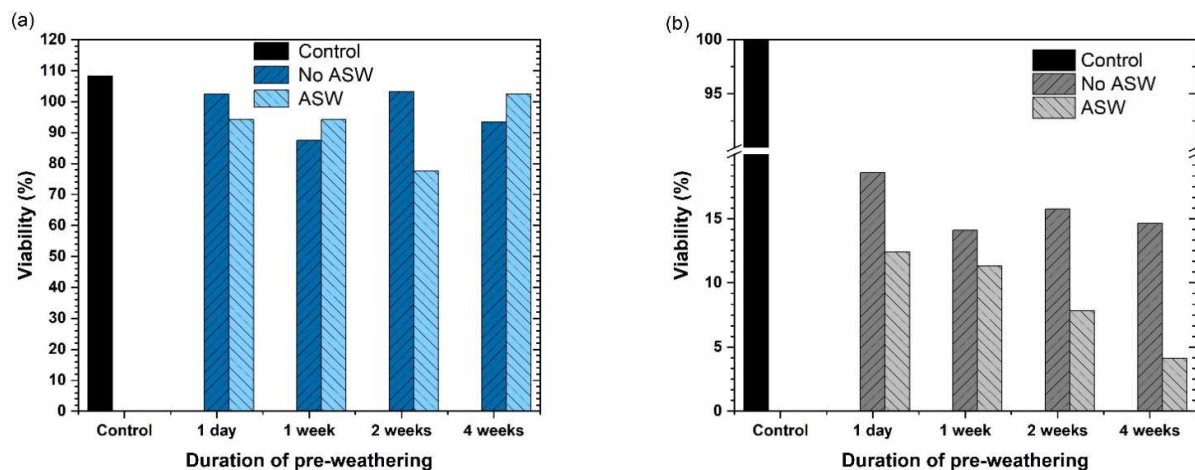 (a)
Viability (%)
120
110
100
90
80
70
60
50
40
30
20
10
0
Control
No ASW
ASW
Control
1 day
1 week
2 weeks
4 weeks
Duration of pre-weathering
(b)
Viability (%)
100
95
15
10
5
0
Control
No ASW
ASW
Control
1 day
1 week
2 weeks
4 weeks
Duration of pre-weathering